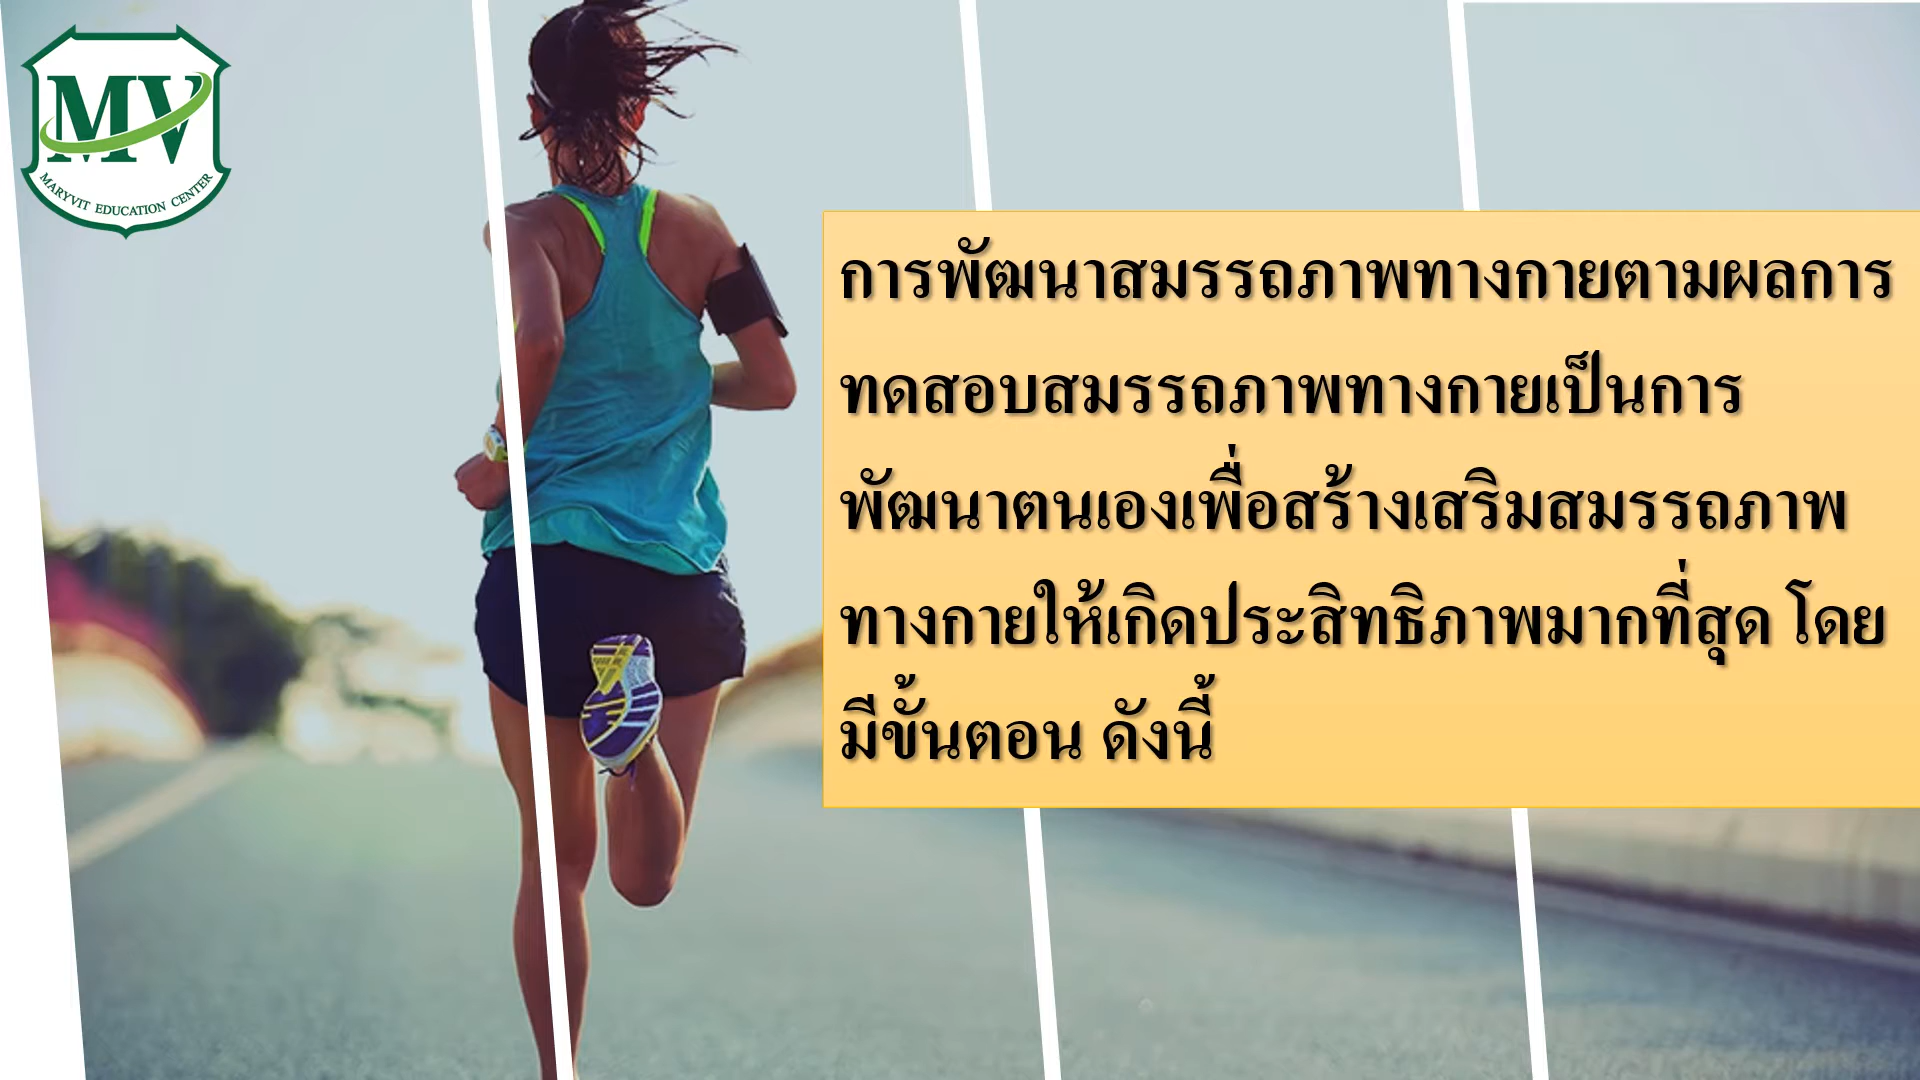 MV
MARYVIT EDUCATION CENTER
การพัฒนาสมรรถภาพทางกายตามผลการ
ทดสอบสมรรถภาพทางกายเป็นการ
พัฒนาตนเองเพื่อสร้างเสริมสมรรถภาพ
ทางกายให้เกิดประสิทธิภาพมากที่สุด โดย
มีขั้นตอน ดังนี้